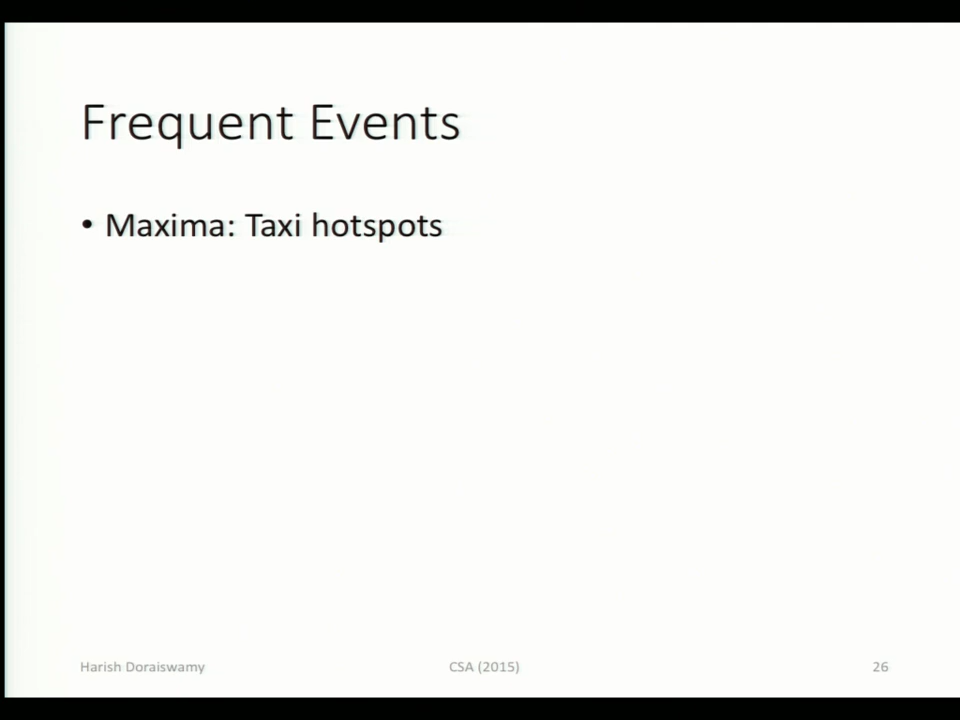 Frequent Events
• Maxima: Taxi hotspots
Harish Doraiswamy
CSA (2015)
26